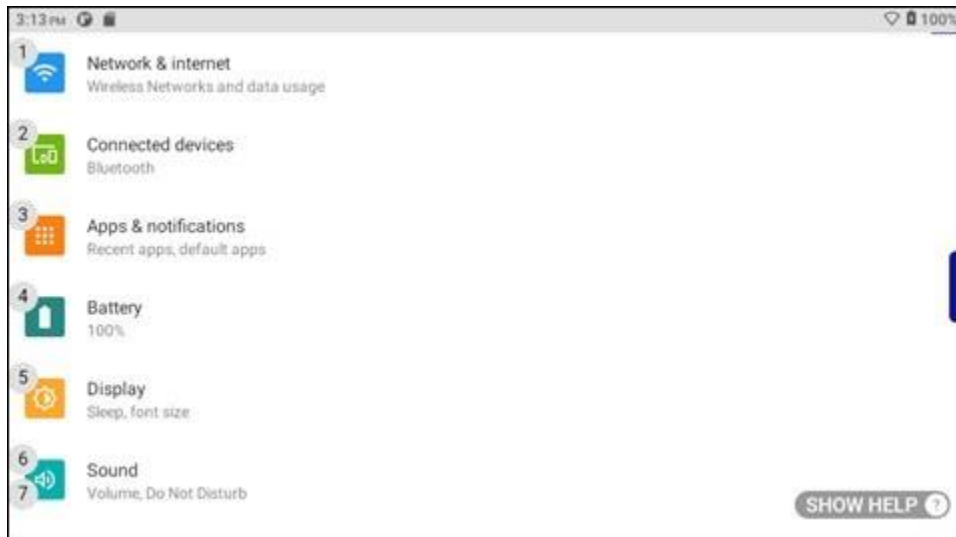 3:13 PM 100%
1
Network & internet
Wireless Networks and data usage
2
Connected devices
Bluetooth
3
Apps & notifications
Recent apps, default apps
4
Battery
100%
5
Display
Sleep, font size
6
Sound
7
Volume, Do Not Disturb
SHOW HELP ?